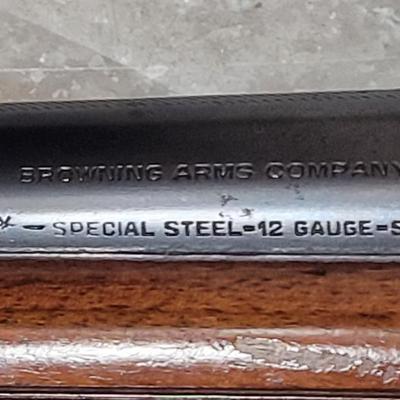 BROWNING ARMS COMPANY
- SPECIAL STEEL-12 GAUGE-S